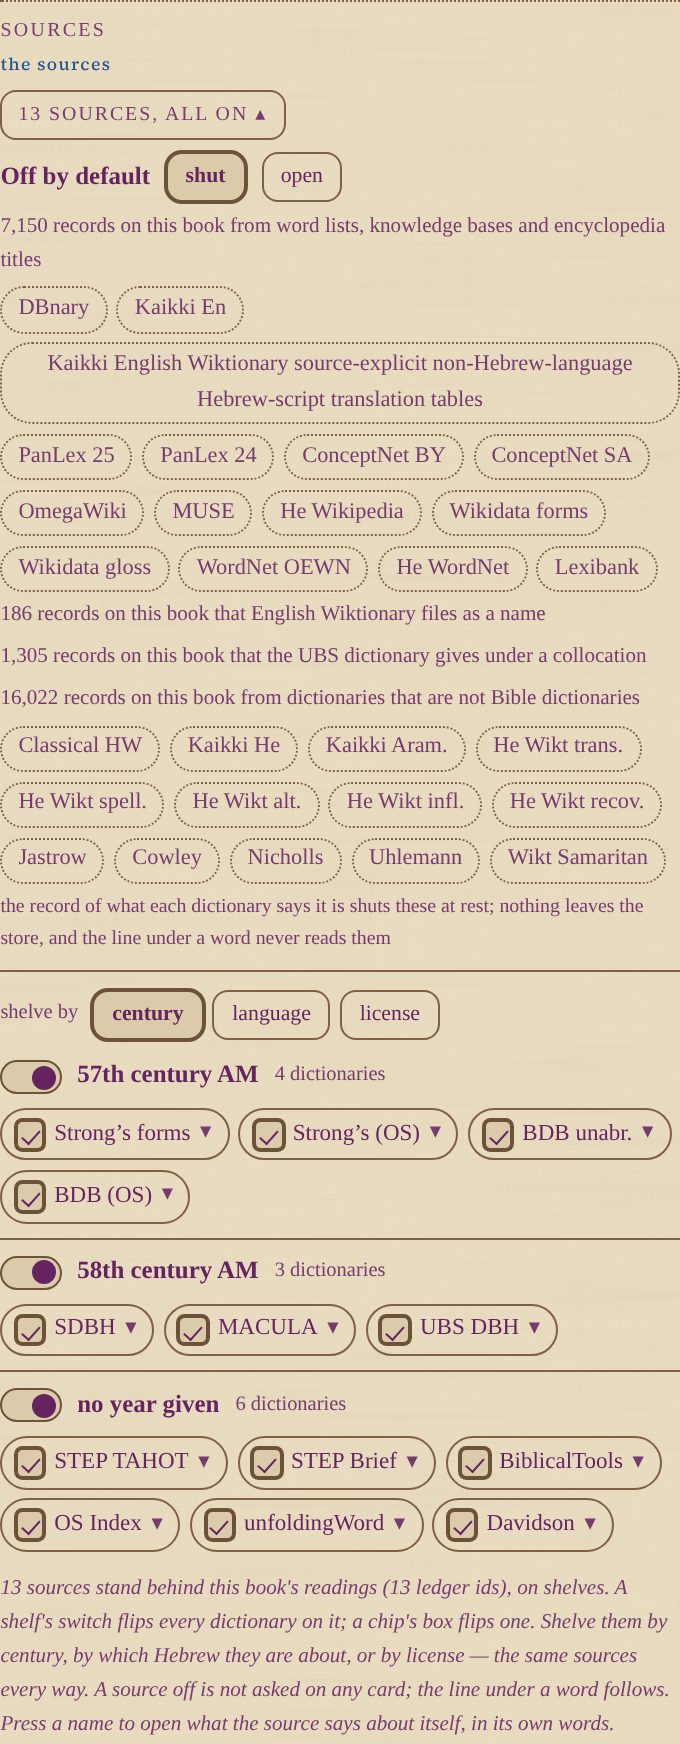 SOURCES
the sources
13 SOURCES, ALL ON ▴
Off by default shut open
7,150 records on this book from word lists, knowledge bases and encyclopedia
titles
DBnary Kaikki En
Kaikki English Wiktionary source-explicit non-Hebrew-language
Hebrew-script translation tables
PanLex 25 PanLex 24 ConceptNet BY ConceptNet SA
OmegaWiki MUSE He Wikipedia Wikidata forms
Wikidata gloss WordNet OEWN He WordNet Lexibank
186 records on this book that English Wiktionary files as a name
1,305 records on this book that the UBS dictionary gives under a collocation
16,022 records on this book from dictionaries that are not Bible dictionaries
Classical HW Kaikki He Kaikki Aram. He Wikt trans.
He Wikt spell. He Wikt alt. He Wikt infl. He Wikt recov.
Jastrow Cowley Nicholls Uhlemann Wikt Samaritan
the record of what each dictionary says it is shuts these at rest; nothing leaves the
store, and the line under a word never reads them
shelve by century language license
57th century AM 4 dictionaries
Strong’s forms ▾ Strong’s (OS) ▾ BDB unabr. ▾
BDB (OS) ▾
58th century AM 3 dictionaries
SDBH ▾ MACULA ▾ UBS DBH ▾
no year given 6 dictionaries
STEP TAHOT ▾ STEP Brief ▾ BiblicalTools ▾
OS Index ▾ unfoldingWord ▾ Davidson ▾
13 sources stand behind this book's readings (13 ledger ids), on shelves. A
shelf's switch flips every dictionary on it; a chip's box flips one. Shelve them by
century, by which Hebrew they are about, or by license — the same sources
every way. A source off is not asked on any card; the line under a word follows.
Press a name to open what the source says about itself, in its own words.